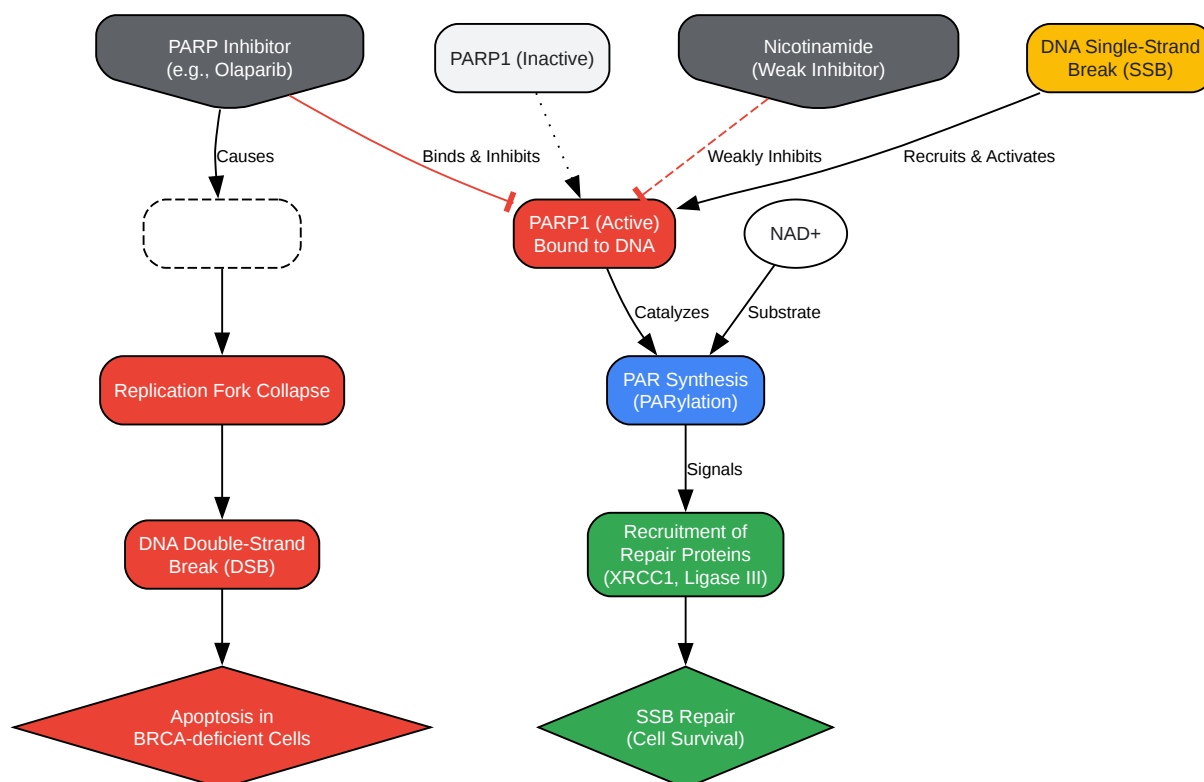 PARP Inhibitor
(e.g., Olaparib)
PARP1 (Inactive)
Nicotinamide
(Weak Inhibitor)
DNA Single-Strand
Break (SSB)
Causes
Binds & Inhibits
Weakly Inhibits
Recruits & Activates
PARP1 (Active)
Bound to DNA
NAD+
Catalyzes
Substrate
Replication Fork Collapse
PAR Synthesis
(PARylation)
Signals
DNA Double-Strand
Break (DSB)
Recruitment of
Repair Proteins
(XRCC1, Ligase III)
Apoptosis in
BRCA-deficient Cells
SSB Repair
(Cell Survival)